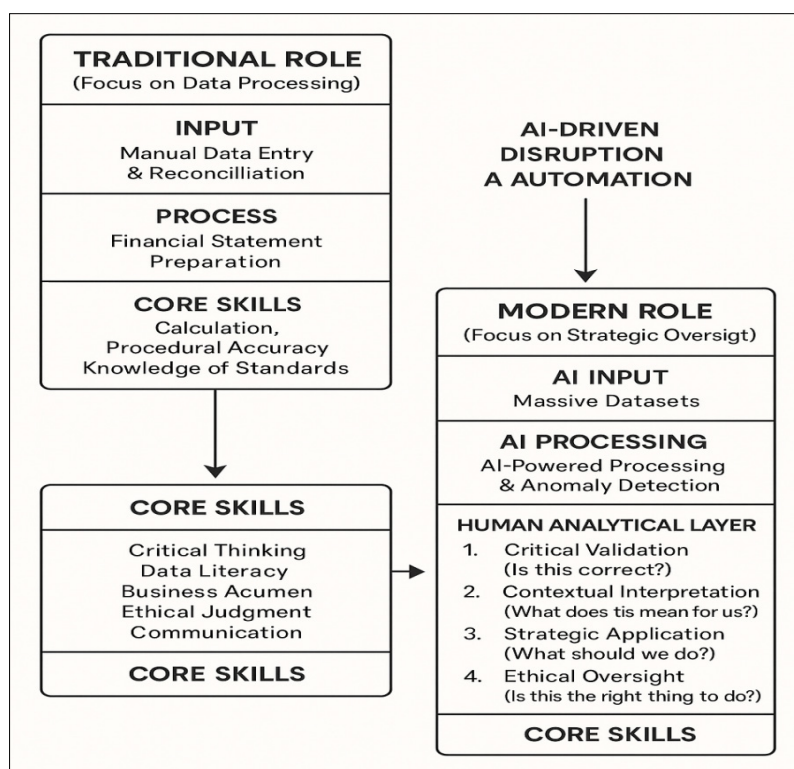 TRADITIONAL ROLE
(Focus on Data Processing)
INPUT
Manual Data Entry
& Reconcilliation
PROCESS
Financial Statement
Preparation
CORE SKILLS
Calculation,
Procedural Accuracy
Knowledge of Standards
CORE SKILLS
Critical Thinking
Data Literacy
Business Acumen
Ethical Judgment
Communication
CORE SKILLS
AI-DRIVEN
DISRUPTION
A AUTOMATION
MODERN ROLE
(Focus on Strategic Oversigt)
AI INPUT
Massive Datasets
AI PROCESSING
AI-Powered Processing
& Anomaly Detection
HUMAN ANALYTICAL LAYER
1. Critical Validation
(Is this correct?)
2. Contextual Interpretation
(What does tis mean for us?)
3. Strategic Application
(What should we do?)
4. Ethical Oversight
(Is this the right thing to do?)
CORE SKILLS